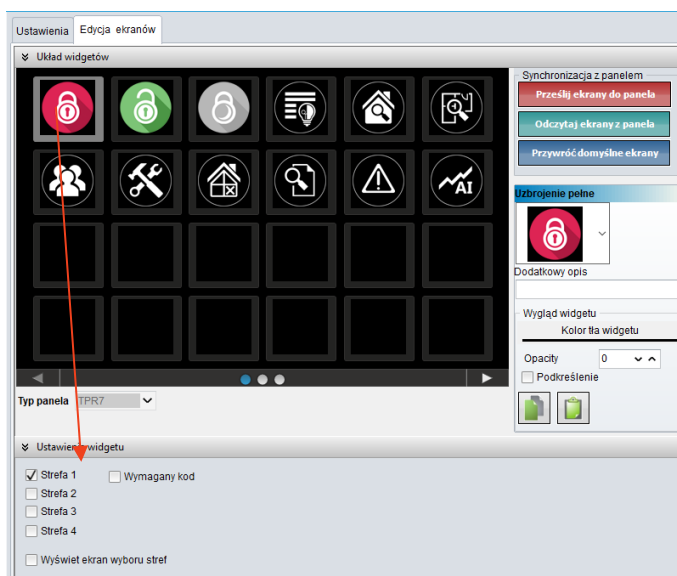 Ustawienia
Edycja ekranów
Układ widgetów
Synchronizacja z panelem
Prześlij ekrany do panela
Odczytaj ekrany z panela
Przywróć domyślne ekrany
AI
Uzbrojenie pełne
Dodatkowy opis
Wygląd widgetu
Kolor tła widgetu
Opacity 0
Podkreślenie
Typ panela TPR7
Ustawienia widgetu
Strefa 1 Wymagany kod
Strefa 2
Strefa 3
Strefa 4
Wyświet ekran wyboru stref